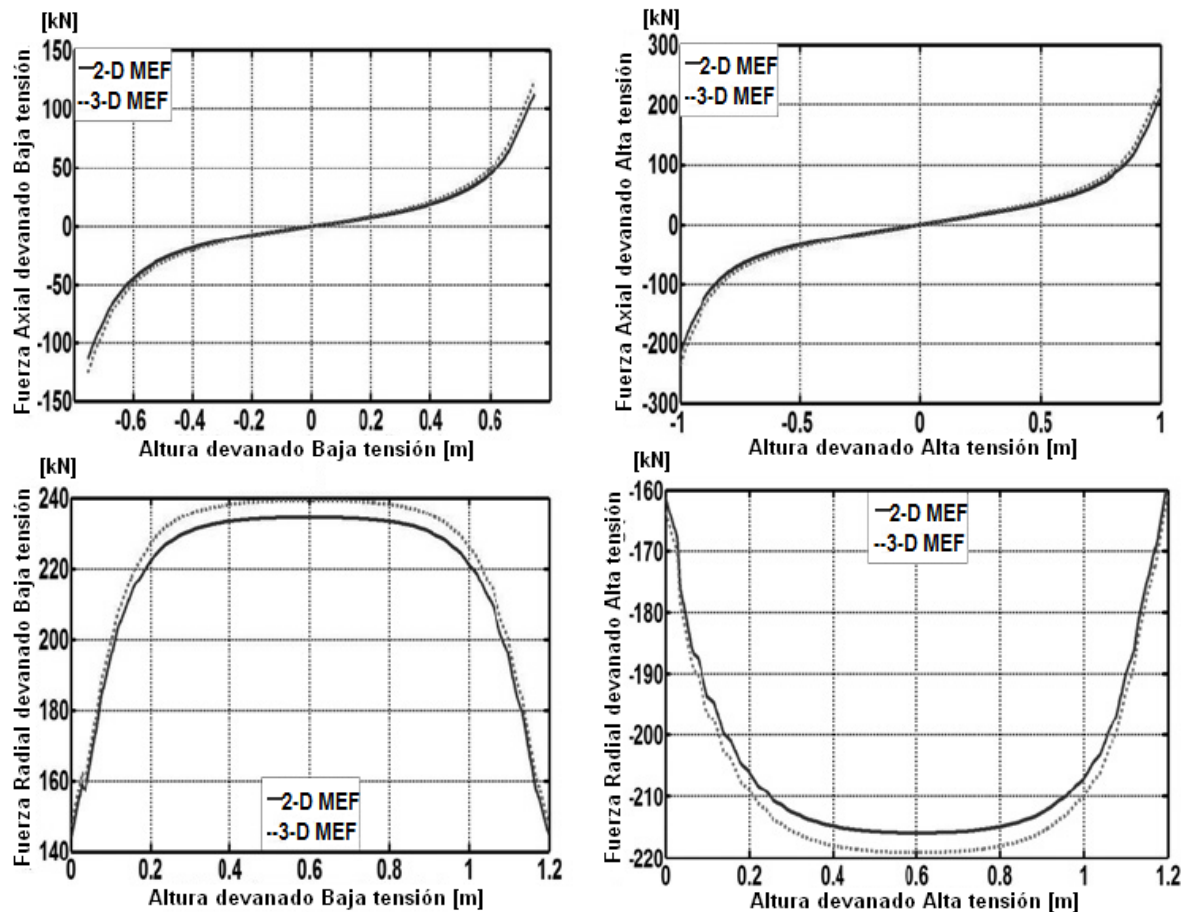 [kN]
150
100
50
0
-50
-100
-150
2-D MEF
--3-D MEF
-0.6 -0.4 -0.2 0 0.2 0.4 0.6
Altura devanado Baja tensión [m]
Fuerza Axial devanado Baja tensión
[kN]
300
200
100
0
-100
-200
-300
2-D MEF
--3-D MEF
-1 -0.5 0 0.5 1
Altura devanado Alta tensión [m]
Fuerza Axial devanado Alta tensión
[kN]
240
220
200
180
160
140
2-D MEF
--3-D MEF
0 0.2 0.4 0.6 0.8 1 1.2
Altura devanado Baja tensión [m]
Fuerza Radial devanado Baja tensión
[kN]
-160
-170
-180
-190
-200
-210
-220
2-D MEF
--3-D MEF
0 0.2 0.4 0.6 0.8 1 1.2
Altura devanado Alta tensión [m]
Fuerza Radial devanado Alta tensión